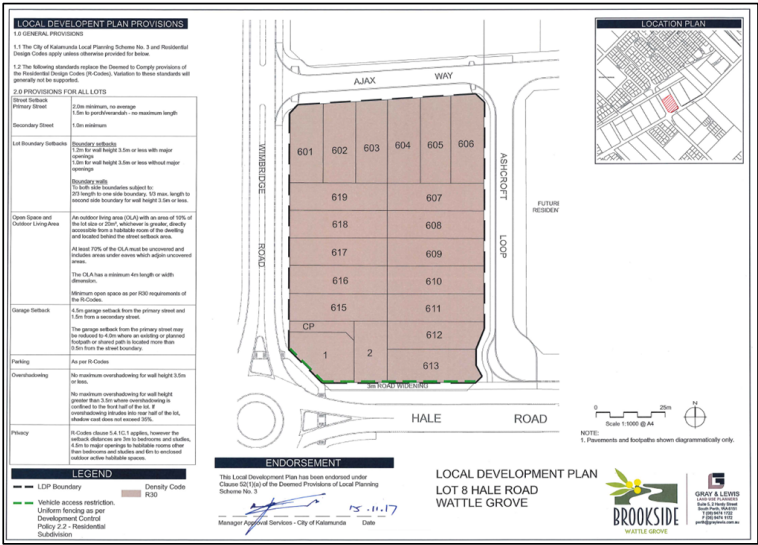 LOCAL DEVELOPMENT PLAN PROVISIONS
1.0 GENERAL PROVISIONS
1.1 The City of Kalamunda Local Planning Scheme No. 3 and Residential
Design Codes apply unless otherwise provided for below.
1.2 The following standards replace the Deemed to Comply provisions of
the Residential Design Codes (R-Codes). Variation to these standards will
generally not be supported.
2.0 PROVISIONS FOR ALL LOTS
Street Setback
Primary Street
2.0m minimum, no average
1.5m to porch/verandah - no maximum length
Secondary Street
1.0m minimum
Lot Boundary Setbacks
Boundary setbacks
1.2m for wall height 3.5m or less with major
openings
1.0m for wall height 3.5m or less without major
openings
Boundary walls
To both side boundaries subject to:
2/3 length to one side boundary, 1/3 max. length to
second side boundary for wall height 3.5m or less.
Open Space and
Outdoor Living Area
An outdoor living area (OLA) with an area of 10% of
the lot size or 20m², whichever is greater, directly
accessible from a habitable room of the dwelling
and located behind the street setback area.
At least 70% of the OLA must be uncovered and
includes areas under eaves which adjoin uncovered
areas.
The OLA has a minimum 4m length or width
dimension.
Minimum open space as per R30 requirements of
the R-Codes.
Garage Setback
4.5m garage setback from the primary street and
1.5m from a secondary street.
The garage setback from the primary street may
be reduced to 4.0m where an existing or planned
footpath or shared path is located more than
0.5m from the street boundary.
Parking
As per R-Codes
Overshadowing
No maximum overshadowing for wall height 3.5m
or less.
No maximum overshadowing for wall height
greater than 3.5m where overshadowing is
confined to the front half of the lot. If
overshadowing intrudes into rear half of the lot,
shadow cast does not exceed 35%.
Privacy
R-Codes clause 5.4.1C.1 applies, however the
setback distances are 3m to bedrooms and studies,
4.5m to major openings to habitable rooms other
than bedrooms and studies and 6m to enclosed
outdoor active habitable spaces.
LEGEND
LDP Boundary
Density Code
R30
Vehicle access restriction.
Uniform fencing as per
Development Control
Policy 2.2 - Residential
Subdivision
AJAX WAY
WIMBRIDGE ROAD
ASHCROFT LOOP
601
602
603
604
605
606
619
607
618
608
617
609
616
610
615
611
CP
612
1
2
613
3m ROAD WIDENING
HALE ROAD
FUTURE
RESIDENT
LOCATION PLAN
0
25m
N
Scale 1:1000 @ A4
NOTE:
1. Pavements and footpaths shown diagrammatically only.
ENDORSEMENT
This Local Development Plan has been endorsed under
Clause 52(1)(a) of the Deemed Provisions of Local Planning
Scheme No. 3
15.11.17
Manager Approval Services - City of Kalamunda
Date
LOCAL DEVELOPMENT PLAN
LOT 8 HALE ROAD
WATTLE GROVE
BROOKSIDE
WATTLE GROVE
GRAY & LEWIS
LAND USE PLANNERS
Suite 5, 2 Hardy Street
South Perth, WA 6151
T (08) 9474 1722
F (08) 9474 1172
perth@graylewis.com.au